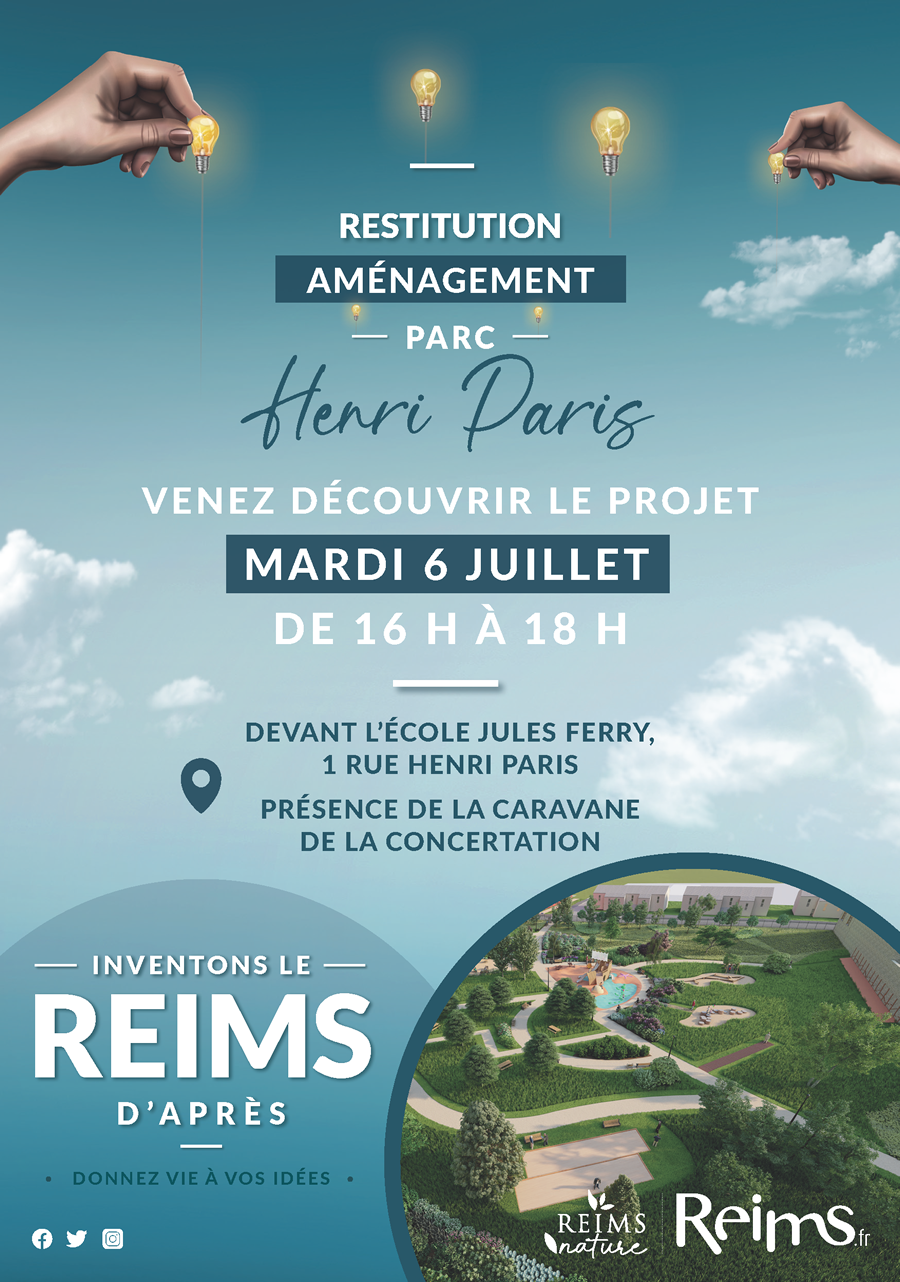 RESTITUTION
AMÉNAGEMENT
PARC
Henri Paris
VENEZ DÉCOUVRIR LE PROJET
MARDI 6 JUILLET
DE 16 H À 18 H
DEVANT L’ÉCOLE JULES FERRY,
1 RUE HENRI PARIS
PRÉSENCE DE LA CARAVANE
DE LA CONCERTATION
INVENTONS LE
REIMS
D’APRÈS
• DONNEZ VIE À VOS IDÉES •
REIMS
nature
Reims.fr